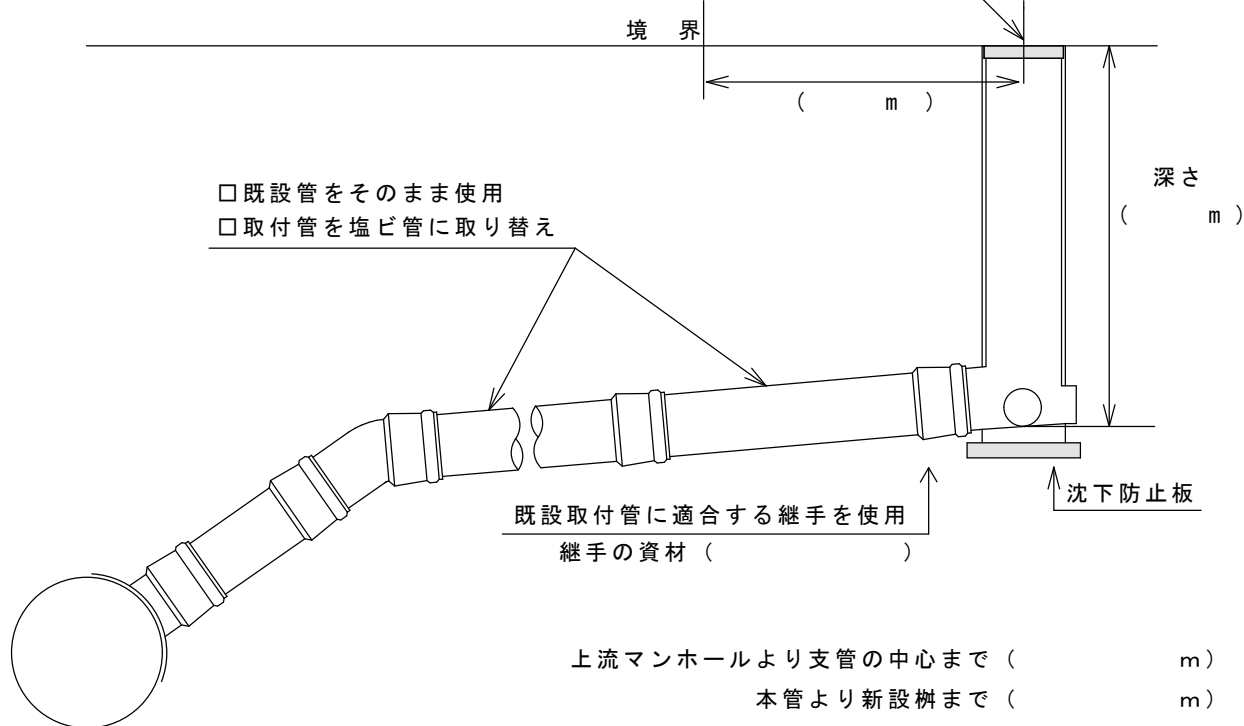 境 界
( m )
深さ
( m )
□既設管をそのまま使用
□取付管を塩ビ管に取り替え
沈下防止板
既設取付管に適合する継手を使用
継手の資材( )
上流マンホールより支管の中心まで( m)
本管より新設桝まで( m)